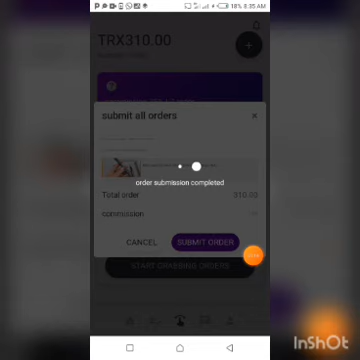 18% 8:35 AM
TRX310.00
submit all orders
order submission completed
Total order 310.00
commission
CANCEL SUBMIT ORDER
START GRABBING ORDERS
InShOt